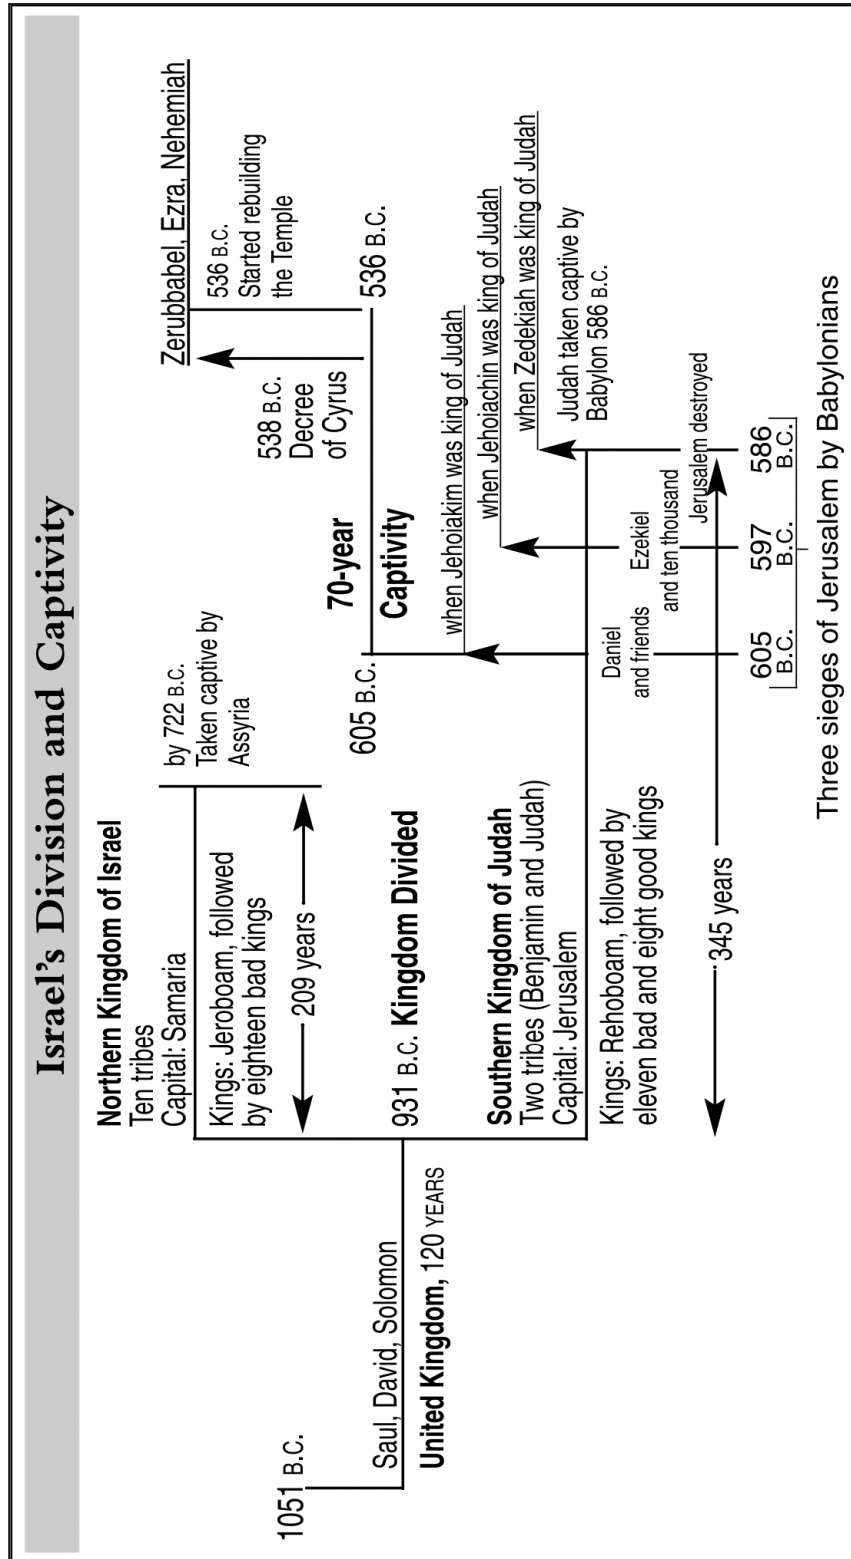 Israel's Division and Captivity
1051 B.C.
Saul, David, Solomon
United Kingdom, 120 YEARS
931 B.C. Kingdom Divided
Northern Kingdom of Israel
Ten tribes
Capital: Samaria
Kings: Jeroboam, followed
by eighteen bad kings
209 years
by 722 B.C.
Taken captive by
Assyria
Southern Kingdom of Judah
Two tribes (Benjamin and Judah)
Capital: Jerusalem
Kings: Rehoboam, followed by
eleven bad and eight good kings
345 years
605 B.C.
70-year
Captivity
536 B.C.
538 B.C.
Decree
of Cyrus
Zerubbabel, Ezra, Nehemiah
536 B.C.
Started rebuilding
the Temple
when Jehoiakim was king of Judah
when Jehoiachin was king of Judah
when Zedekiah was king of Judah
Judah taken captive by
Babylon 586 B.C.
Daniel
and friends
Ezekiel
and ten thousand
Jerusalem destroyed
605
B.C.
597
B.C.
586
B.C.
Three sieges of Jerusalem by Babylonians